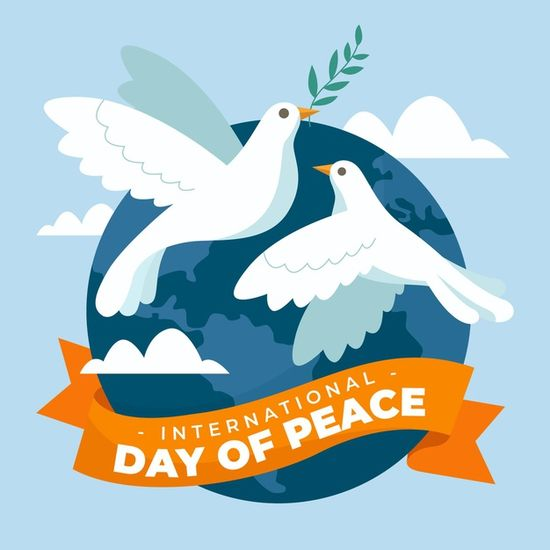 - INTERNATIONAL -
DAY OF PEACE